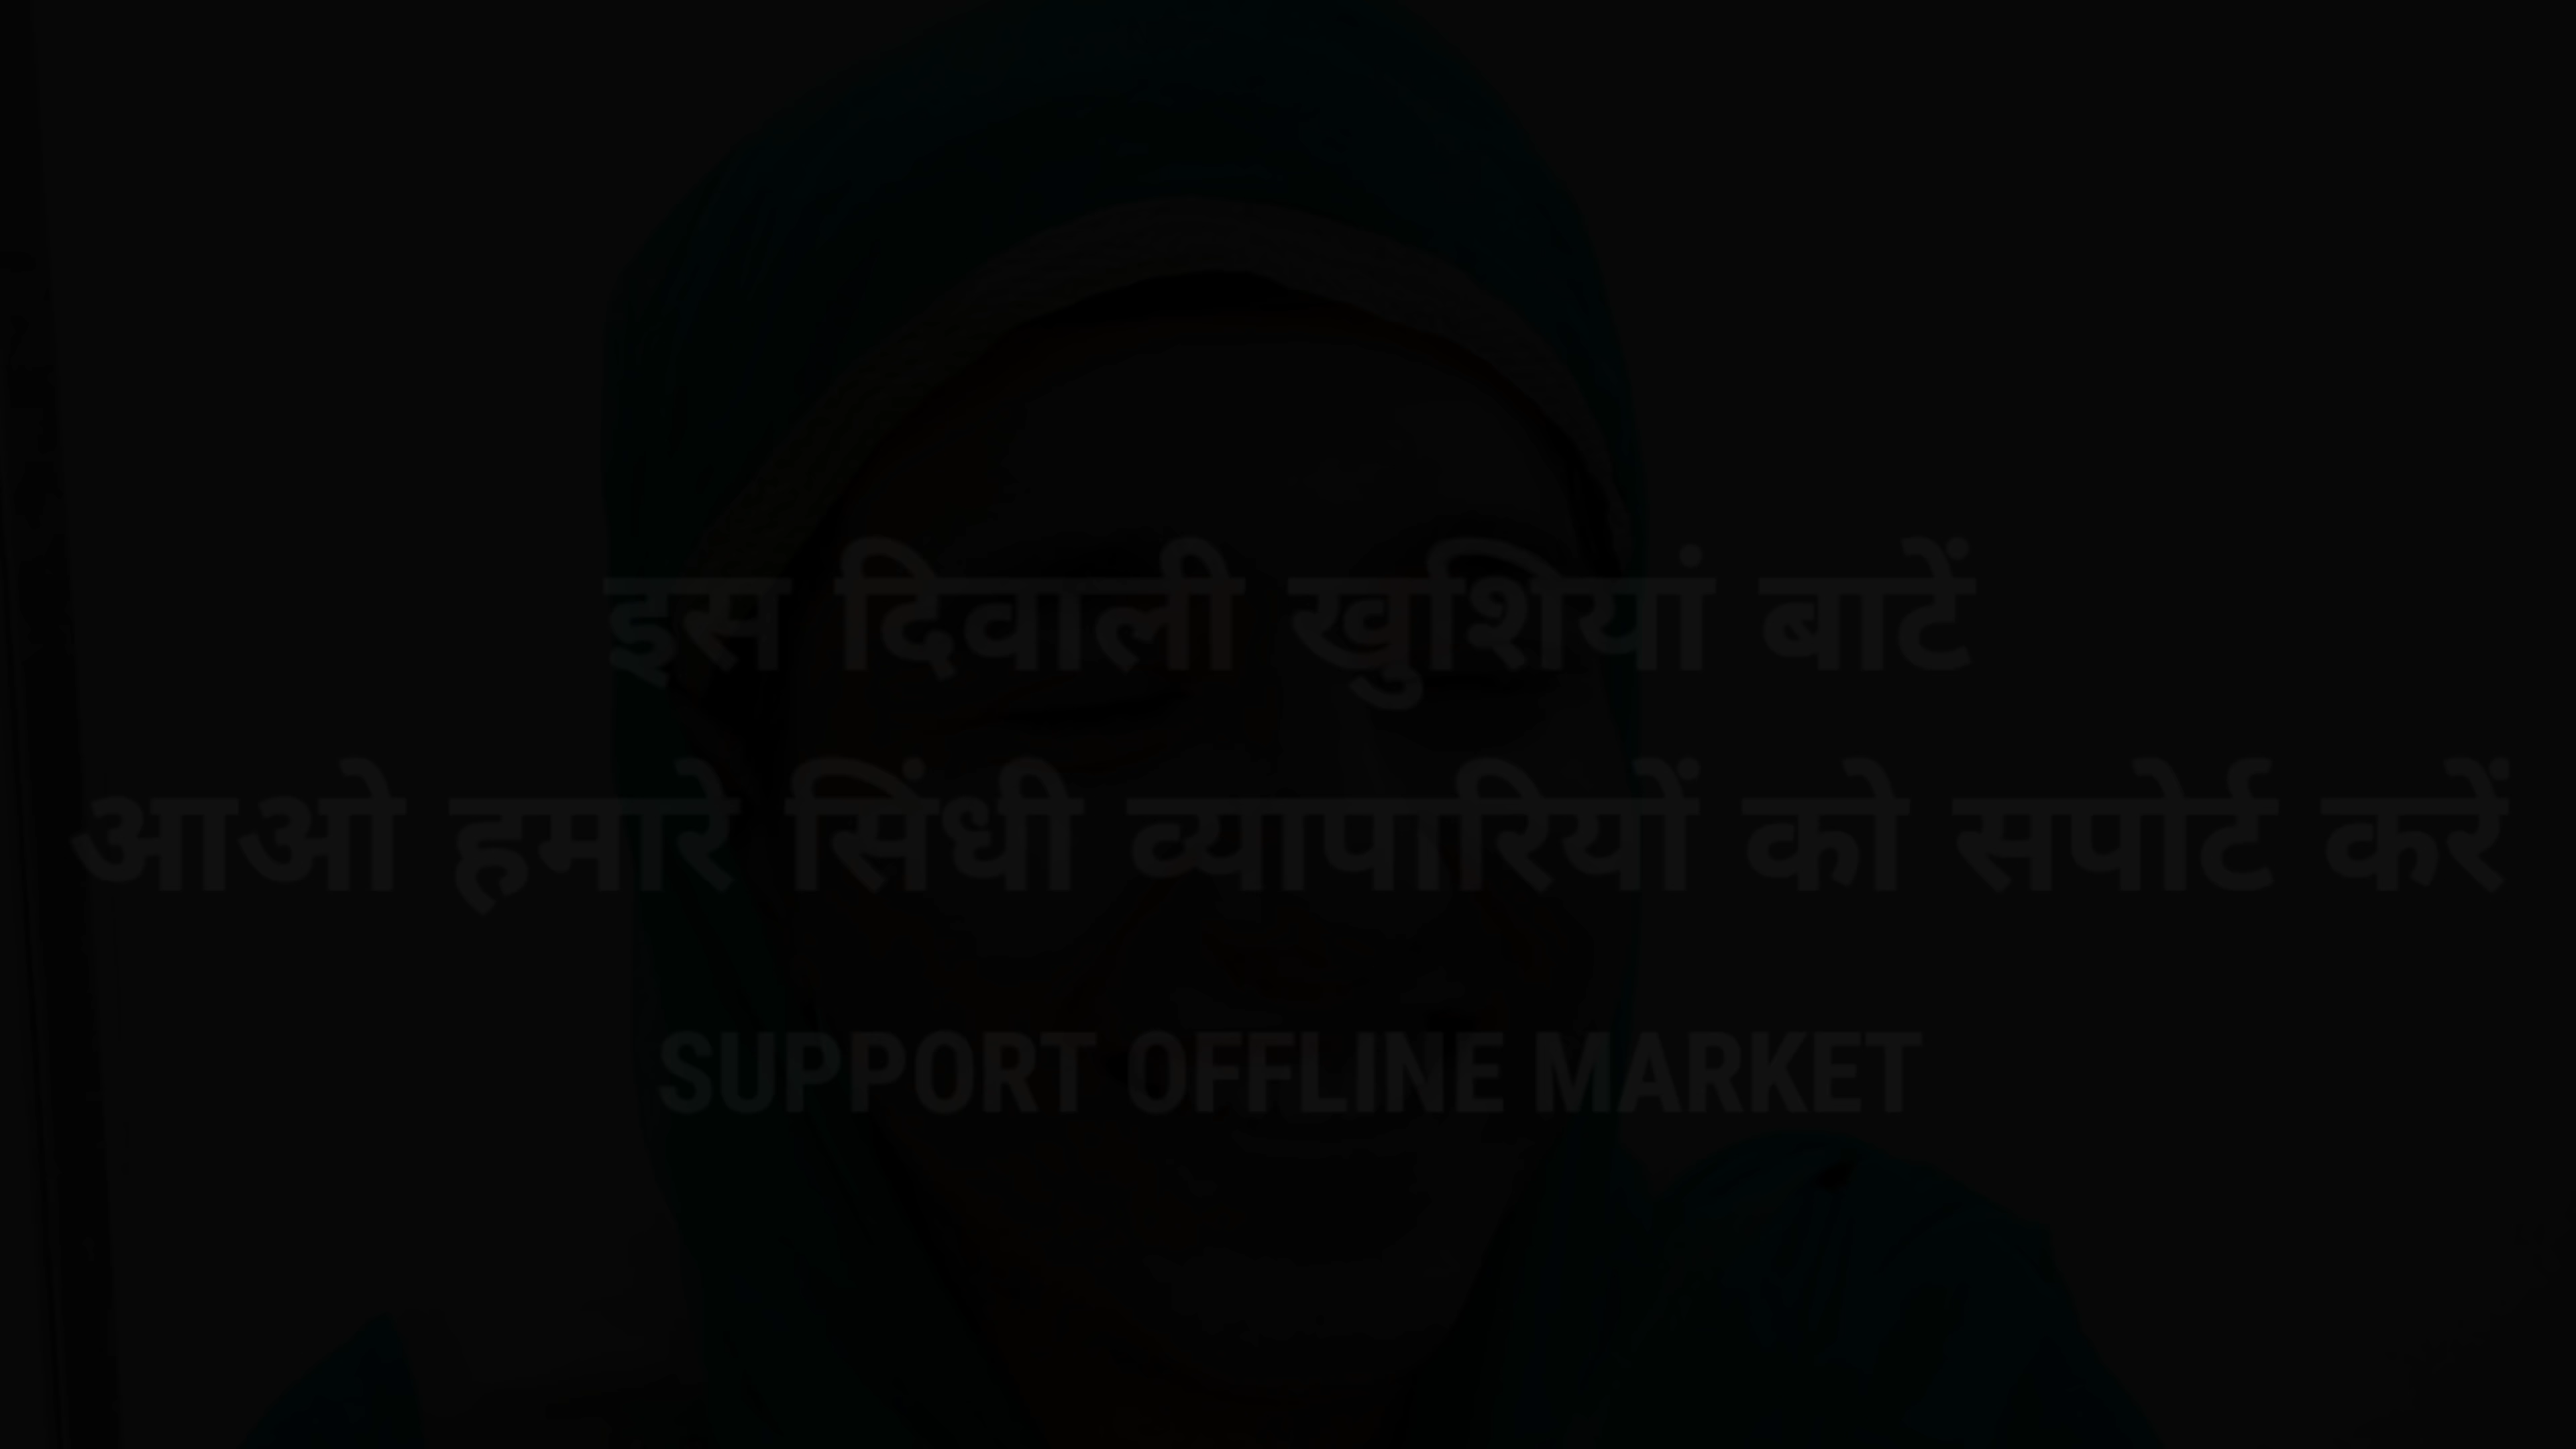 इस दिवाली खुशियां बाटें
आओ हमारे सिंधी व्यापारियों को सपोर्ट करें
SUPPORT OFFLINE MARKET